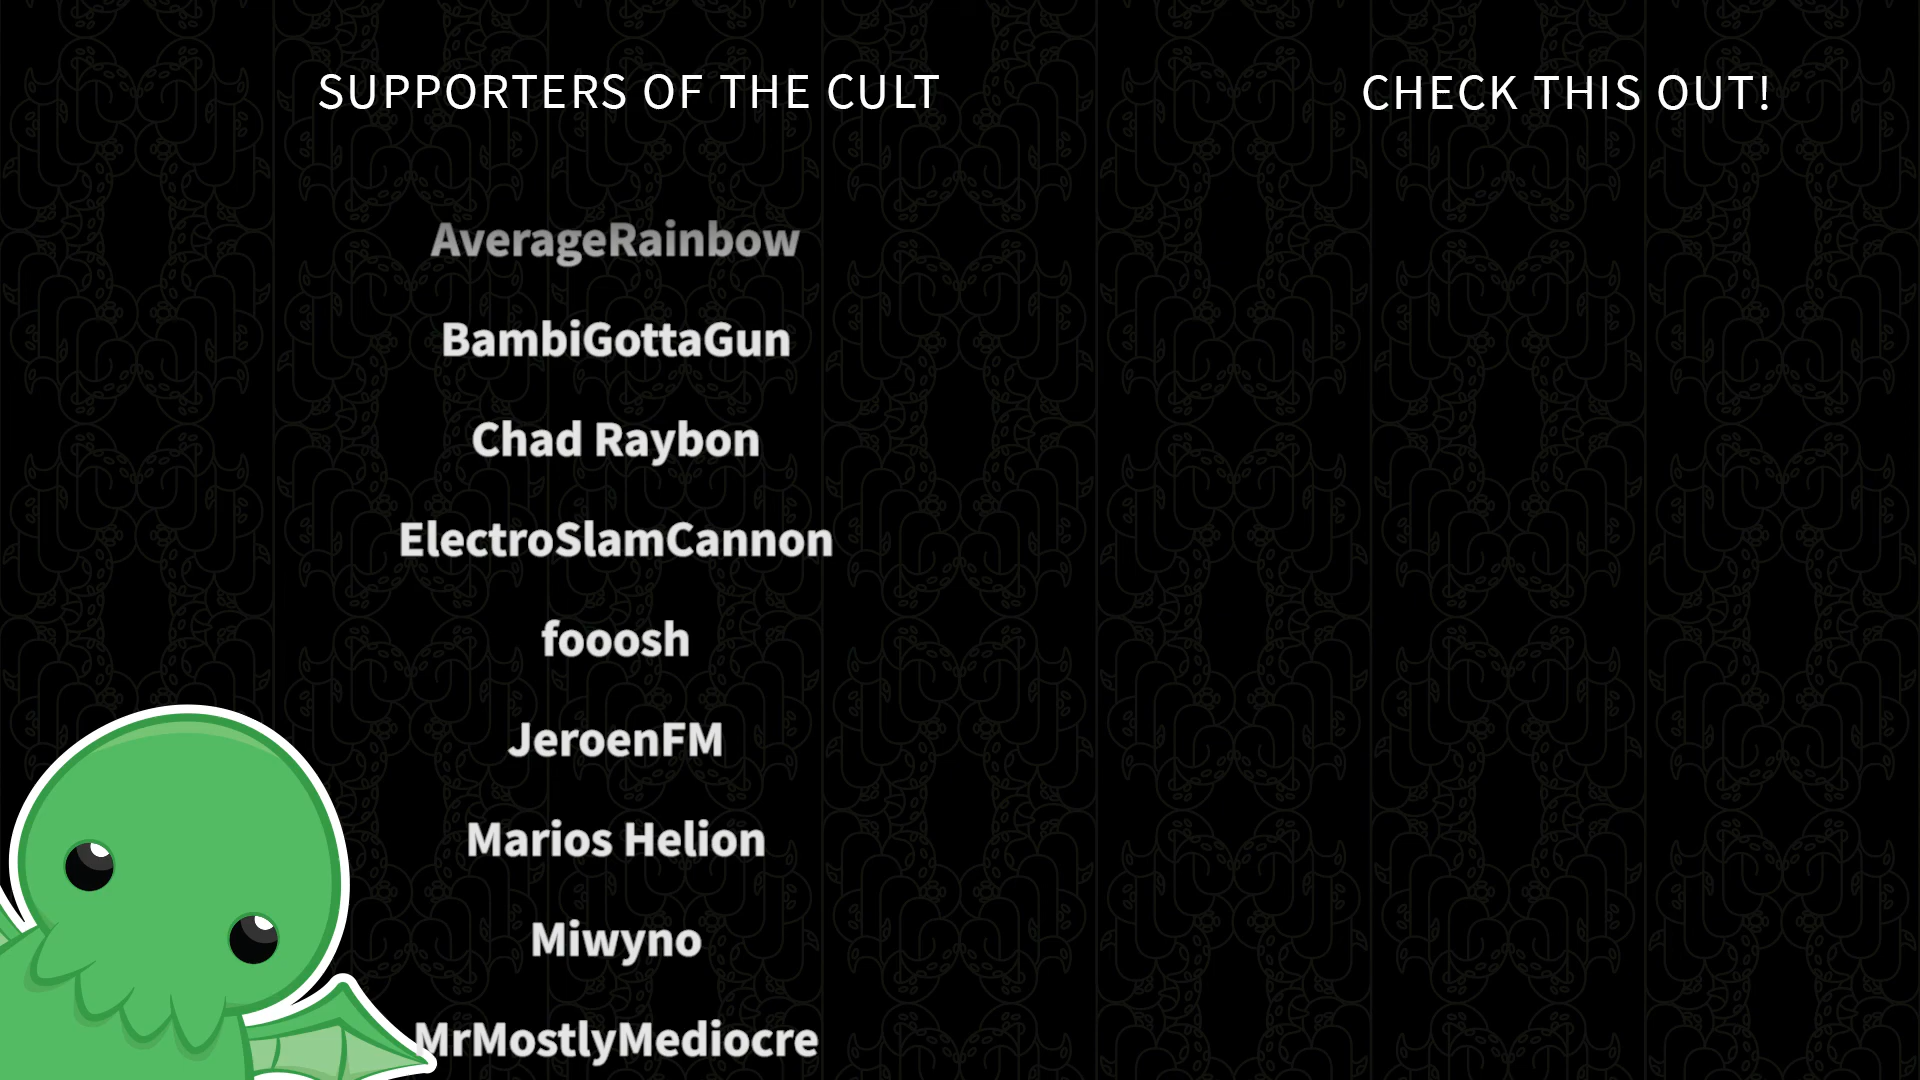 SUPPORTERS OF THE CULT
CHECK THIS OUT!
AverageRainbow
BambiGottaGun
Chad Raybon
ElectroSlamCannon
fooosh
JeroenFM
Marios Helion
Miwyno
MrMostlyMediocre